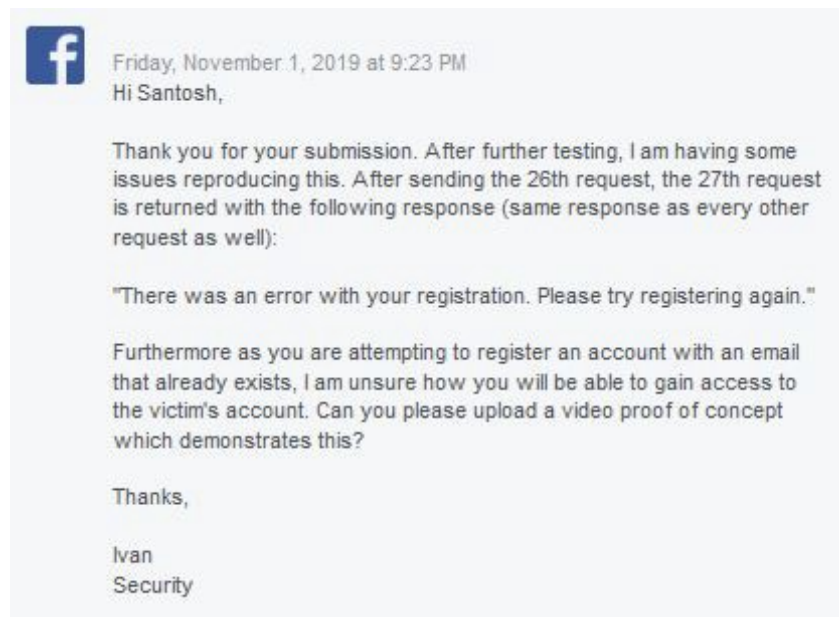 f
Friday, November 1, 2019 at 9:23 PM
Hi Santosh,
Thank you for your submission. After further testing, I am having some
issues reproducing this. After sending the 26th request, the 27th request
is returned with the following response (same response as every other
request as well):
"There was an error with your registration. Please try registering again."
Furthermore as you are attempting to register an account with an email
that already exists, I am unsure how you will be able to gain access to
the victim's account. Can you please upload a video proof of concept
which demonstrates this?
Thanks,
Ivan
Security